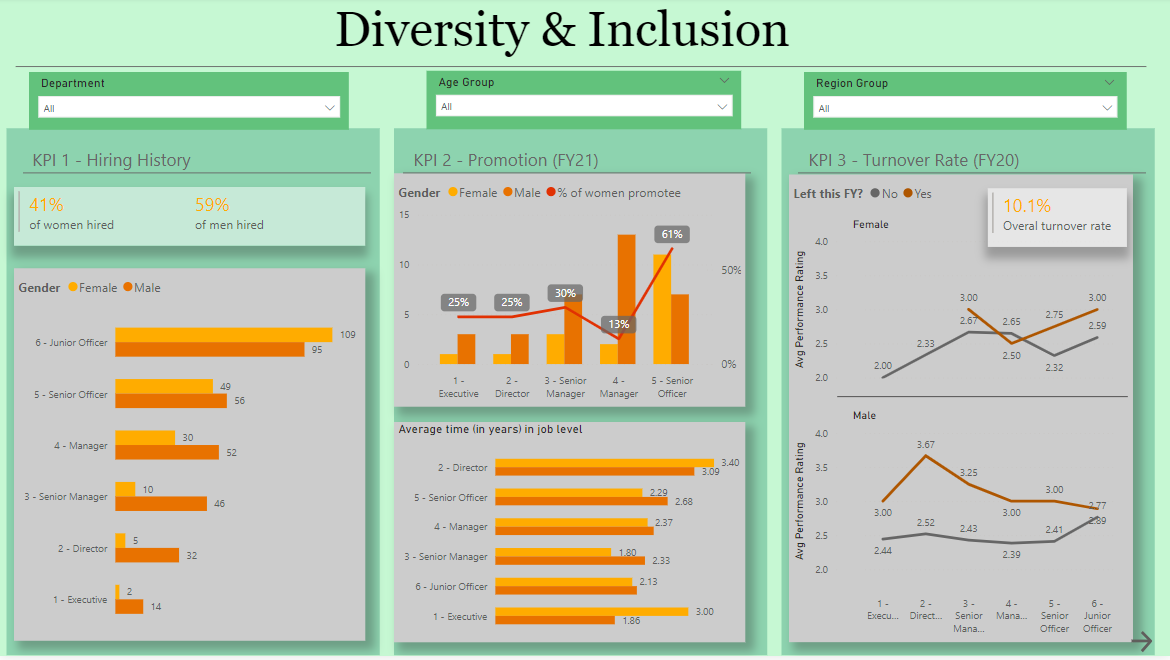 Diversity & Inclusion
Department
All
Age Group
All
Region Group
All
KPI 1 - Hiring History
41%
of women hired
59%
of men hired
Gender Female Male
6 - Junior Officer
109
95
5 - Senior Officer
49
56
4 - Manager
30
52
3 - Senior Manager
10
46
2 - Director
5
32
1 - Executive
2
14
KPI 2 - Promotion (FY21)
Gender Female Male % of women promotee
15
10
5
0
50%
0%
25%
25%
30%
13%
61%
1 -
Executive
2 -
Director
3 - Senior
Manager
4 -
Manager
5 - Senior
Officer
Average time (in years) in job level
2 - Director
3.40
3.09
5 - Senior Officer
2.29
2.68
4 - Manager
2.37
3 - Senior Manager
1.80
2.33
6 - Junior Officer
2.13
1 - Executive
3.00
1.86
KPI 3 - Turnover Rate (FY20)
Left this FY? No Yes
10.1%
Overal turnover rate
Female
Avg Performance Rating
4.0
3.5
3.0
2.5
2.0
2.00
2.33
2.67
3.00
2.65
2.50
2.75
2.32
3.00
2.59
Male
Avg Performance Rating
4.0
3.5
3.0
2.5
2.0
3.00
2.44
3.67
2.52
3.25
2.43
3.00
2.39
3.00
2.41
2.77
2.89
1 -
Execu...
2 -
Direct...
3 -
Senior
Mana...
4 -
Mana...
5 -
Senior
Officer
6 -
Junior
Officer